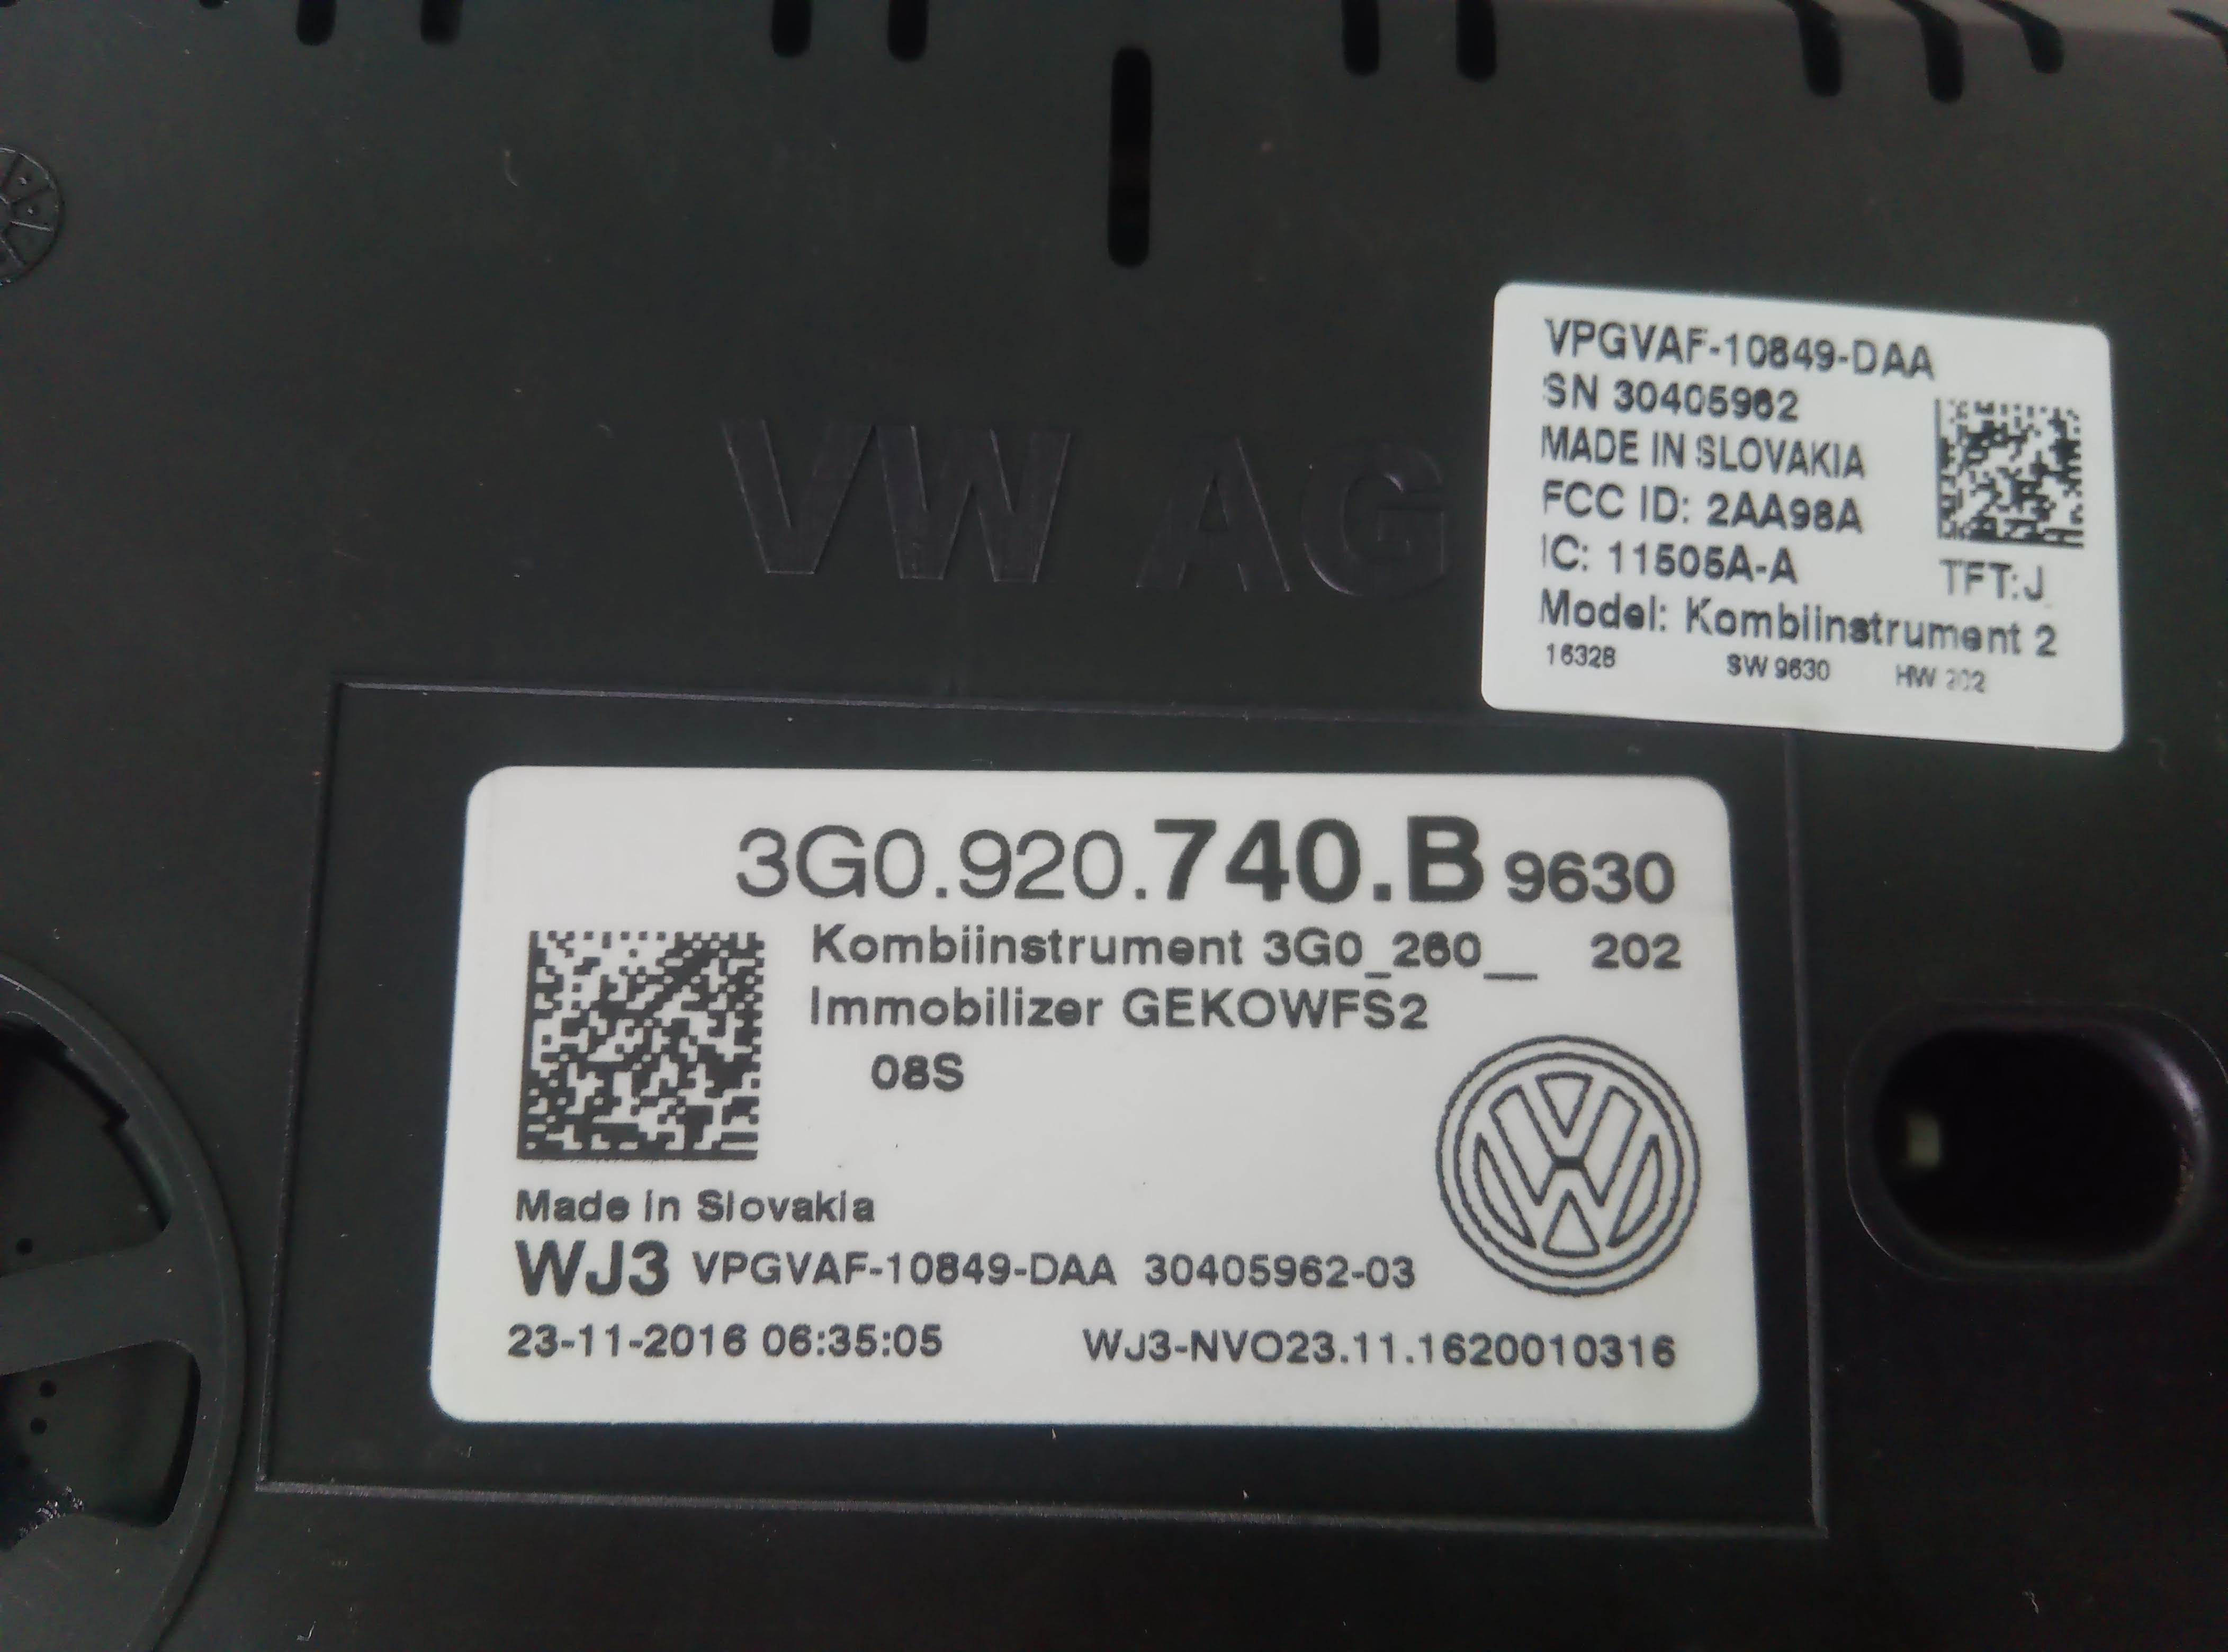 VW AG
VPGVAF-10849-DAA
SN 30405962
MADE IN SLOVAKIA
FCC ID: 2AA98A
IC: 11505A-A
TFT:J
Model: Kombiinstrument 2
16328 SW 9630 HW 202
3G0.920.740.B 9630
Kombiinstrument 3G0_260__ 202
Immobilizer GEKOWFS2
08S
Made in Slovakia
WJ3 VPGVAF-10849-DAA 30405962-03
23-11-2016 06:35:05 WJ3-NVO23.11.1620010316